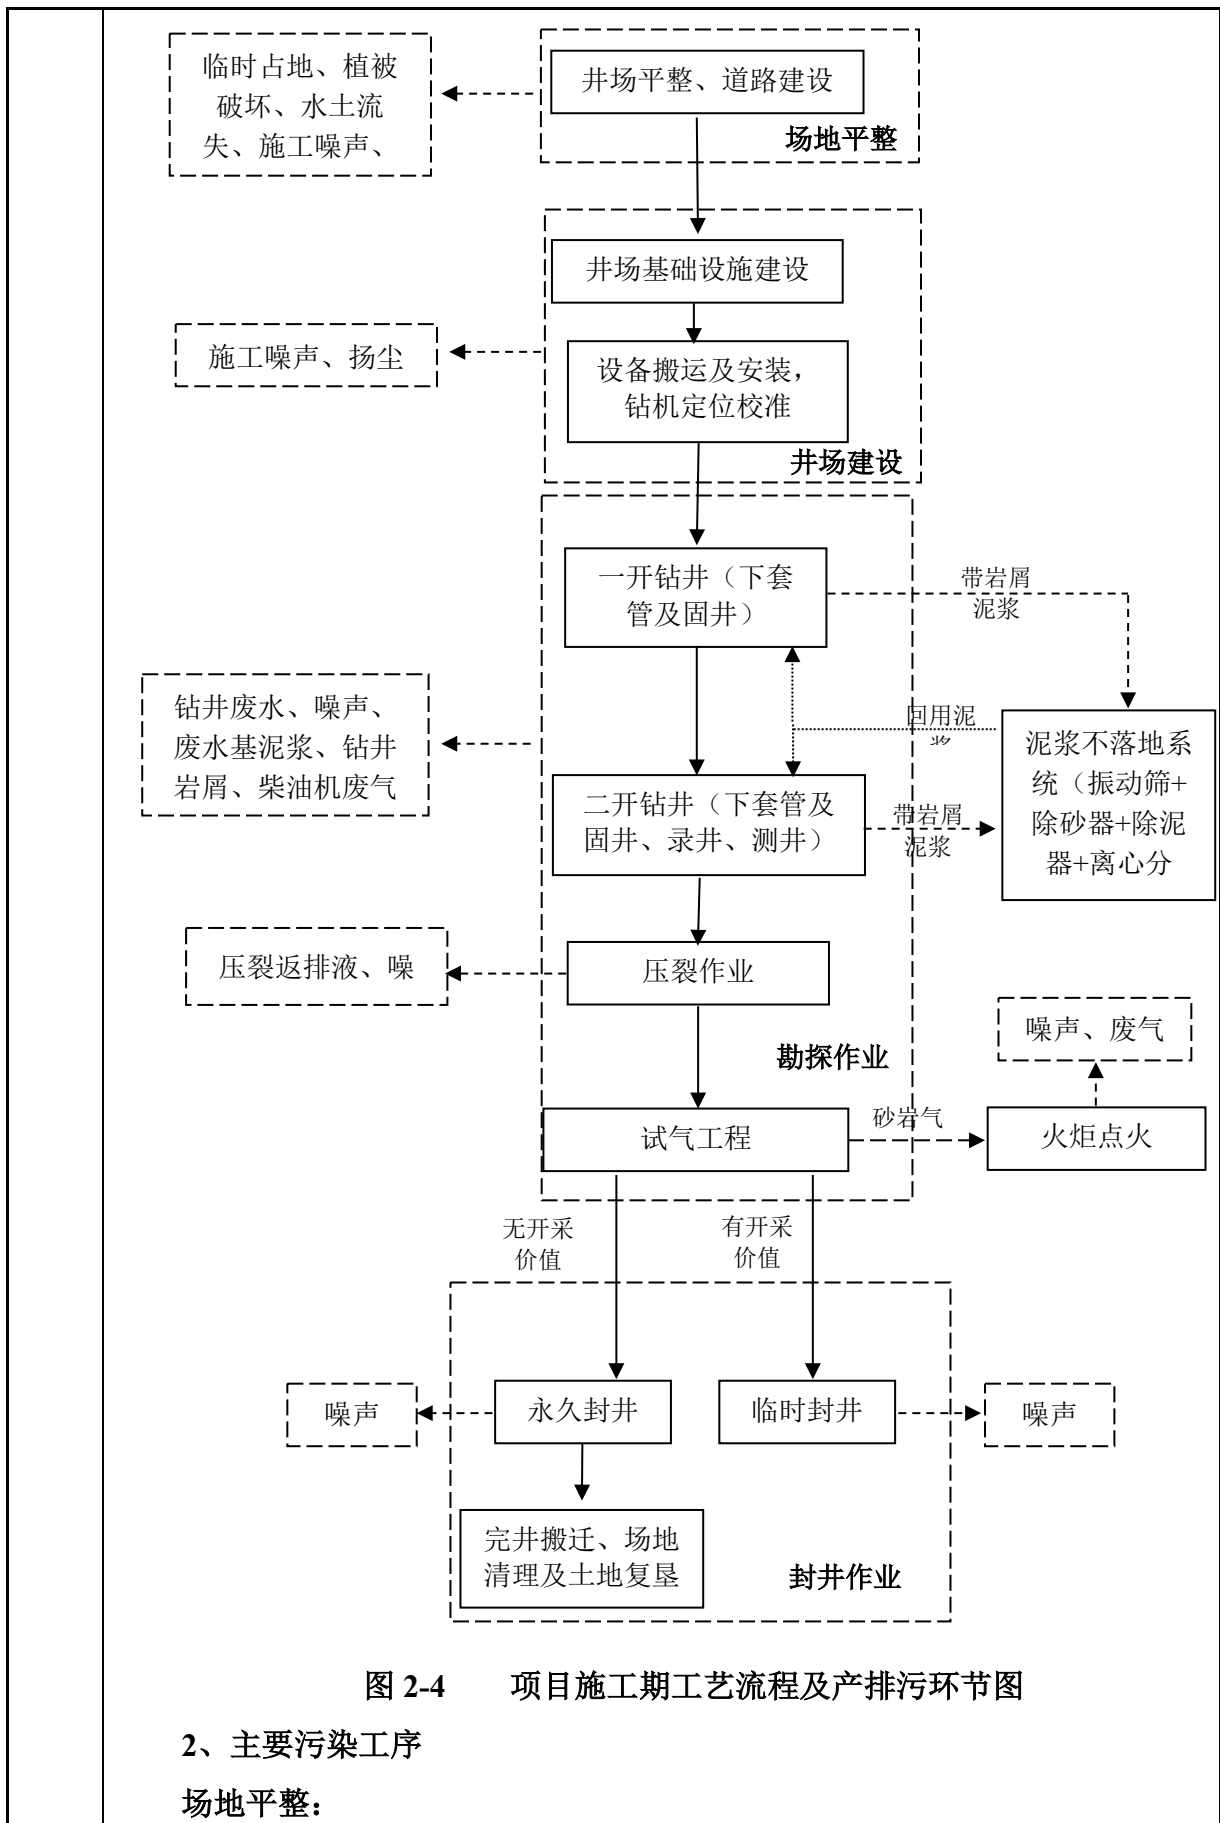 临时占地、植被
破坏、水土流
失、施工噪声、
井场平整、道路建设
场地平整
井场基础设施建设
施工噪声、扬尘
设备搬运及安装，
钻机定位校准
井场建设
一开钻井（下套
管及固井）
带岩屑
泥浆
钻井废水、噪声、
废水基泥浆、钻井
岩屑、柴油机废气
回用泥
泥浆不落地系
统（振动筛+
除砂器+除泥
器+离心分
二开钻井（下套管及
固井、录井、测井）
带岩屑
泥浆
压裂返排液、噪
压裂作业
噪声、废气
勘探作业
试气工程
砂岩气
火炬点火
无开采
价值
有开采
价值
噪声
永久封井
临时封井
噪声
完井搬迁、场地
清理及土地复垦
封井作业
图 2-4 项目施工期工艺流程及产排污环节图
2、主要污染工序
场地平整：